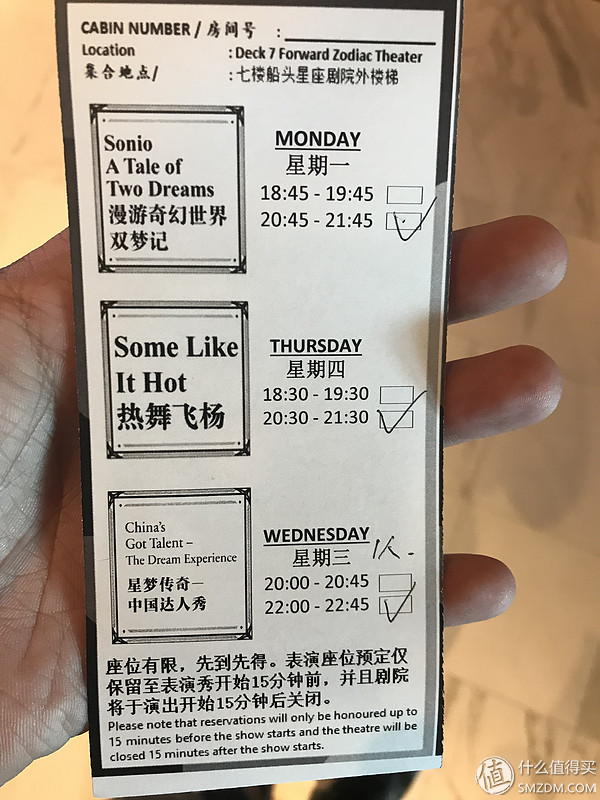 CABIN NUMBER / 房间号 :
Location : Deck 7 Forward Zodiac Theater
集合地点/ : 七楼船头星座剧院外楼梯
Sonio
A Tale of
Two Dreams
漫游奇幻世界
双梦记
MONDAY
星期一
18:45 - 19:45
20:45 - 21:45
Some Like
It Hot
热舞飞杨
THURSDAY
星期四
18:30 - 19:30
20:30 - 21:30
China's
Got Talent –
The Dream Experience
星梦传奇—
中国达人秀
WEDNESDAY
星期三 1人.
20:00 - 20:45
22:00 - 22:45
座位有限，先到先得。表演座位预定仅
保留至表演秀开始15分钟前，并且剧院
将于演出开始15分钟后关闭。
Please note that reservations will only be honoured up to
15 minutes before the show starts and the theatre will be
closed 15 minutes after the show starts.
值 什么值得买
SMZDM.COM